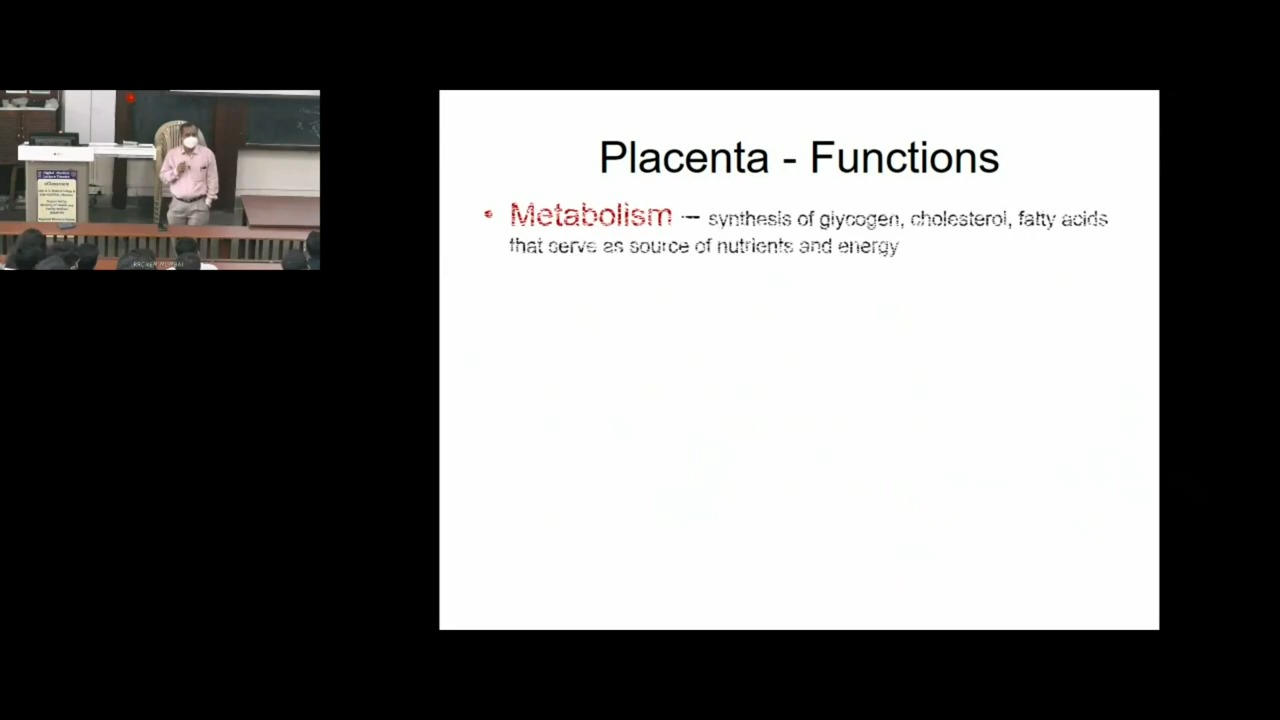 Placenta - Functions
• Metabolism — synthesis of glycogen, cholesterol, fatty acids
that serve as source of nutrients and energy